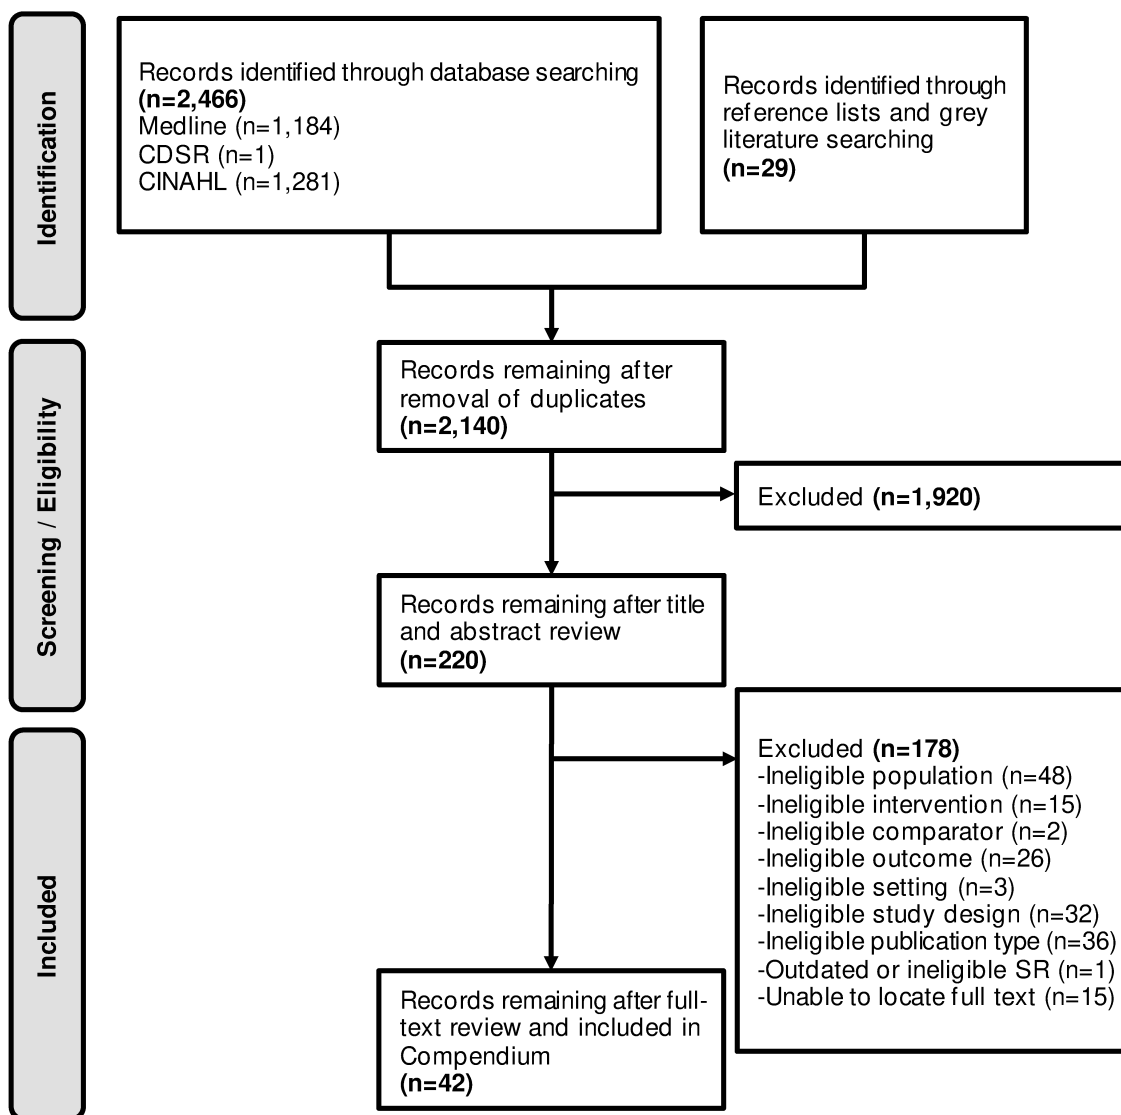 Identification
Records identified through database searching
(n=2,466)
Medline (n=1,184)
CDSR (n=1)
CINAHL (n=1,281)
Records identified through
reference lists and grey
literature searching
(n=29)
Screening / Eligibility
Records remaining after
removal of duplicates
(n=2,140)
Excluded (n=1,920)
Records remaining after title
and abstract review
(n=220)
Included
Excluded (n=178)
-Ineligible population (n=48)
-Ineligible intervention (n=15)
-Ineligible comparator (n=2)
-Ineligible outcome (n=26)
-Ineligible setting (n=3)
-Ineligible study design (n=32)
-Ineligible publication type (n=36)
-Outdated or ineligible SR (n=1)
-Unable to locate full text (n=15)
Records remaining after full-
text review and included in
Compendium
(n=42)